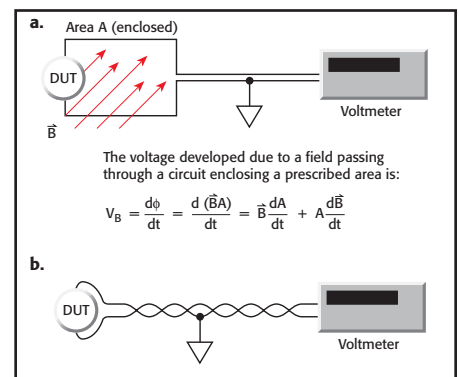 a.
Area A (enclosed)
DUT
B⃗
Voltmeter
The voltage developed due to a field passing
through a circuit enclosing a prescribed area is:
V_B = dϕ/dt = d (B⃗A)/dt = B⃗ dA/dt + A dB⃗/dt
b.
DUT
Voltmeter